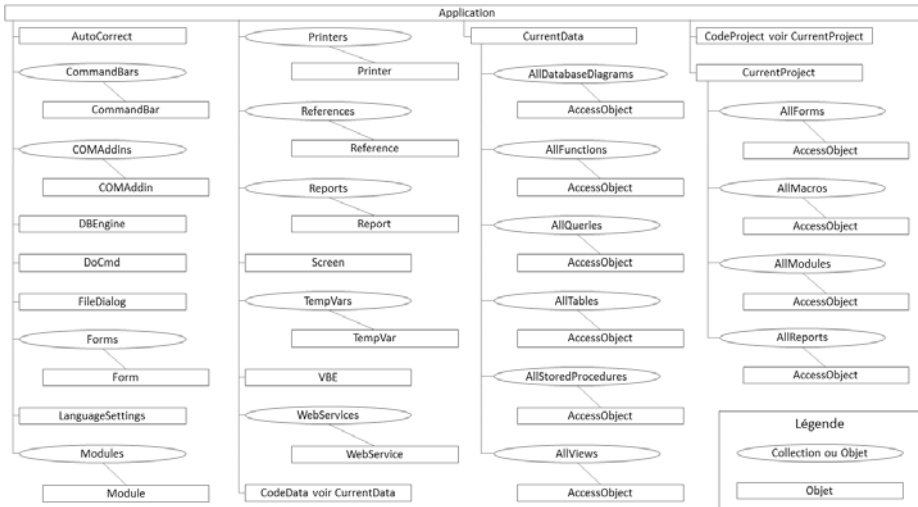 Application
AutoCorrect
CommandBars
CommandBar
COMAddIns
COMAddin
DBEngine
DoCmd
FileDialog
Forms
Form
LanguageSettings
Modules
Module
Printers
Printer
References
Reference
Reports
Report
Screen
TempVars
TempVar
VBE
WebServices
WebService
CodeData voir CurrentData
CurrentData
AllDatabaseDiagrams
AccessObject
AllFunctions
AccessObject
AllQueries
AccessObject
AllTables
AccessObject
AllStoredProcedures
AccessObject
AllViews
AccessObject
CodeProject voir CurrentProject
CurrentProject
AllForms
AccessObject
AllMacros
AccessObject
AllModules
AccessObject
AllReports
AccessObject
Légende
Collection ou Objet
Objet